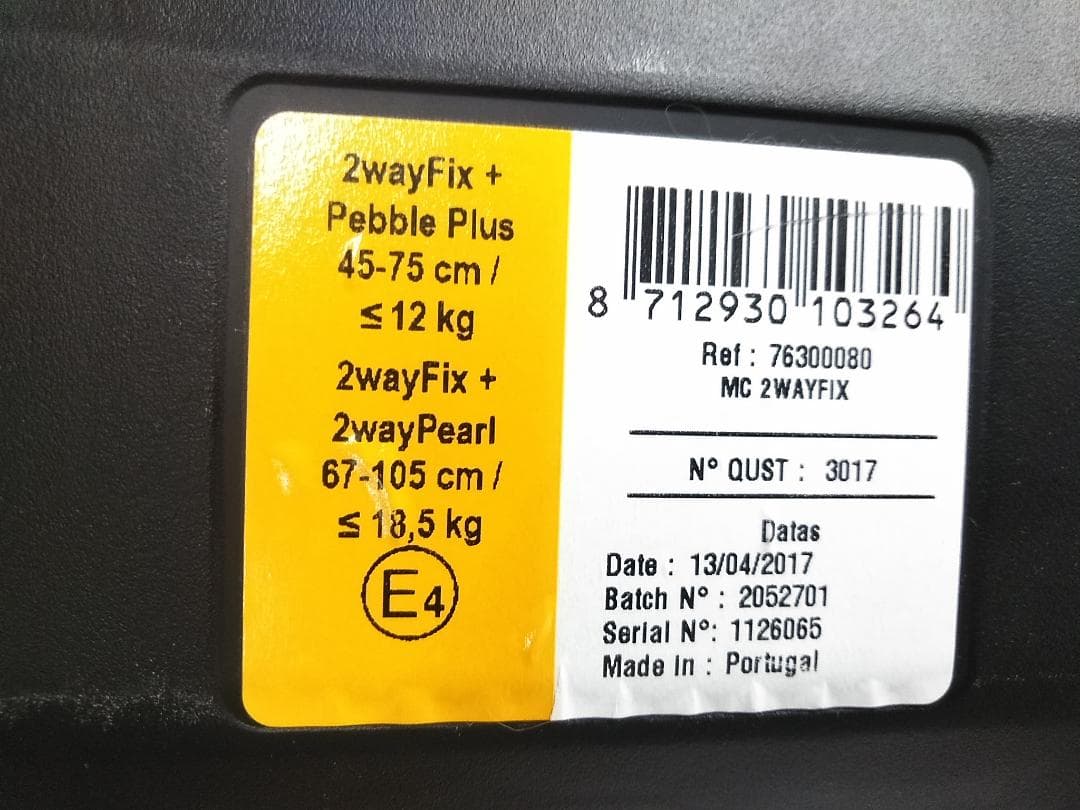 2wayFix +
Pebble Plus
45-75 cm /
≤ 12 kg
2wayFix +
2wayPearl
67-105 cm /
≤ 18,5 kg
E4
8 712930 103264
Ref : 76300080
MC 2WAYFIX
N° QUST : 3017
Datas
Date : 13/04/2017
Batch N° : 2052701
Serial N°: 1126065
Made In : Portugal